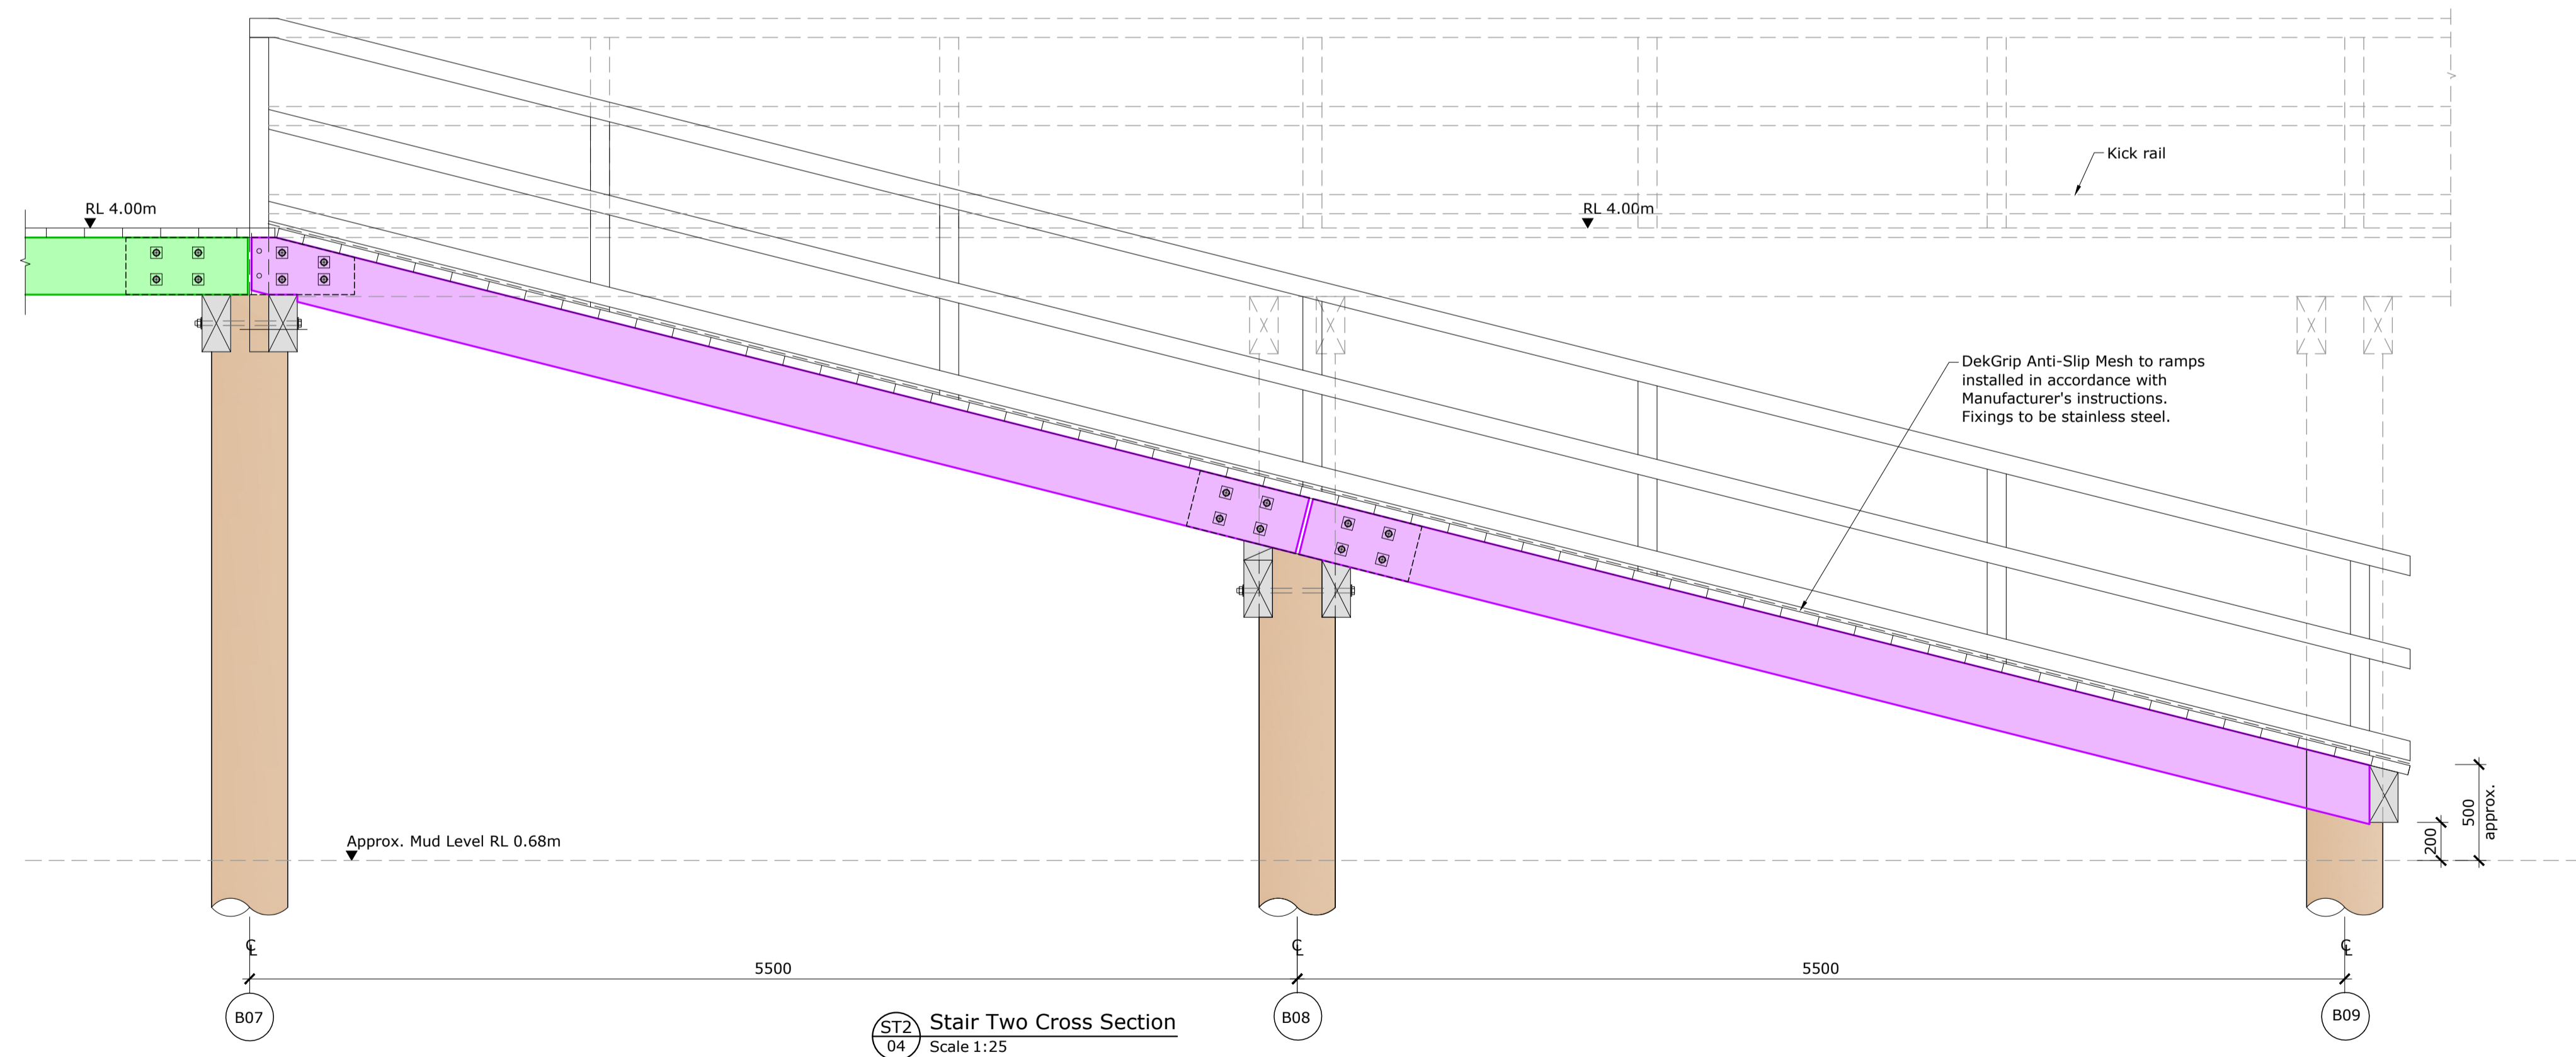 Kick rail
RL 4.00m
RL 4.00m
DekGrip Anti-Slip Mesh to ramps
installed in accordance with
Manufacturer's instructions.
Fixings to be stainless steel.
Approx. Mud Level RL 0.68m
200
500
approx.
℄
℄
℄
5500
5500
B07
B08
B09
ST2
04
Stair Two Cross Section
Scale 1:25